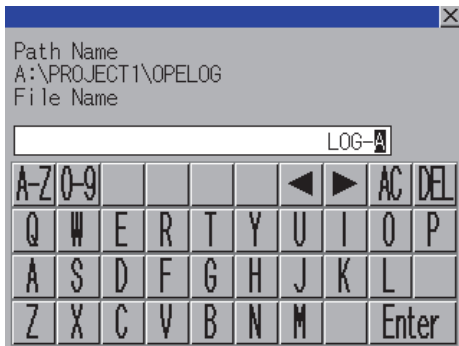 Path Name
A:\PROJECT1\OPELOG
File Name
LOG-A
A-Z 0-9 ◀ ▶ AC DEL
Q W E R T Y U I O P
A S D F G H J K L
Z X C V B N M Enter